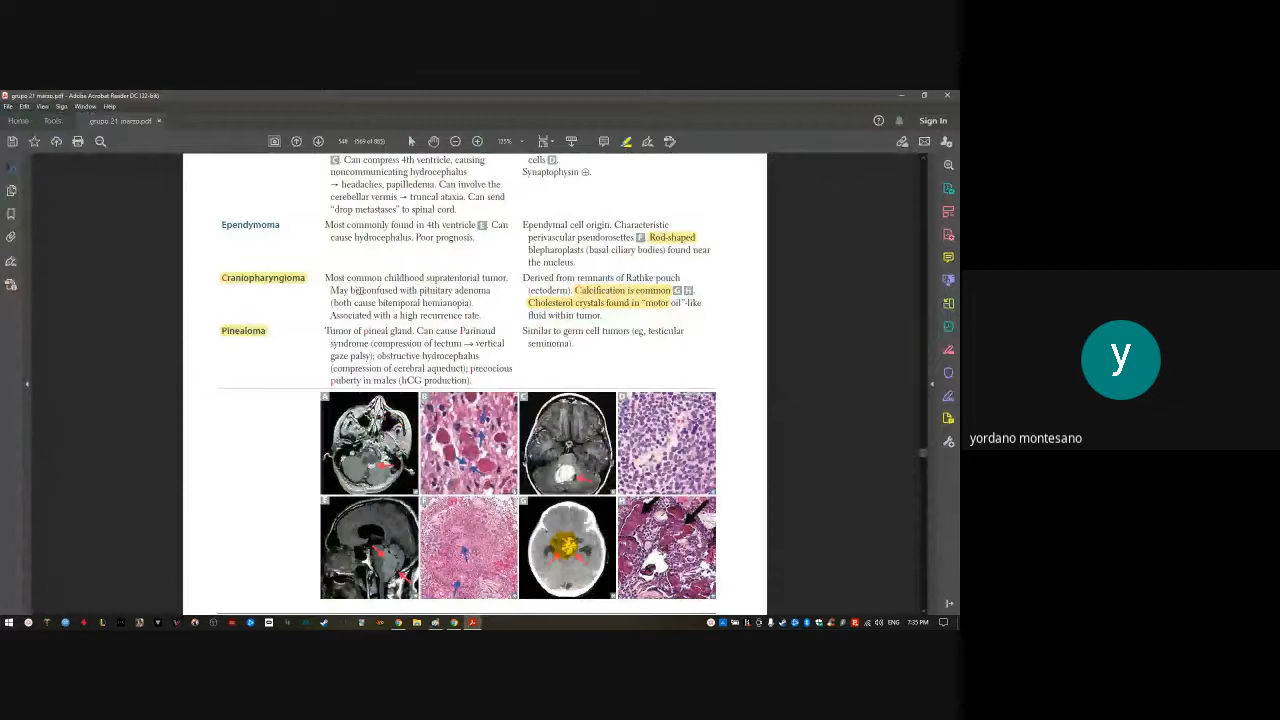 grupo 21 marzo.pdf - Adobe Acrobat Reader DC (32-bit)
File Edit View Sign Window Help
Home Tools grupo 21 marzo.pdf × Sign In
546 (569 of 805) 175%
C. Can compress 4th ventricle, causing
noncommunicating hydrocephalus
→ headaches, papilledema. Can involve the
cerebellar vermis → truncal ataxia. Can send
“drop metastases” to spinal cord.
cells D.
Synaptophysin ⊕.
Ependymoma
Most commonly found in 4th ventricle E. Can
cause hydrocephalus. Poor prognosis.
Ependymal cell origin. Characteristic
perivascular pseudorosettes F. Rod-shaped
blepharoplasts (basal ciliary bodies) found near
the nucleus.
Craniopharyngioma
Most common childhood supratentorial tumor.
May be confused with pituitary adenoma
(both cause bitemporal hemianopia).
Associated with a high recurrence rate.
Derived from remnants of Rathke pouch
(ectoderm). Calcification is common G H.
Cholesterol crystals found in “motor oil”-like
fluid within tumor.
Pinealoma
Tumor of pineal gland. Can cause Parinaud
syndrome (compression of tectum → vertical
gaze palsy); obstructive hydrocephalus
(compression of cerebral aqueduct); precocious
puberty in males (hCG production).
Similar to germ cell tumors (eg, testicular
seminoma).
A B C D
E F G H
ENG 7:35 PM
y
yordano montesano